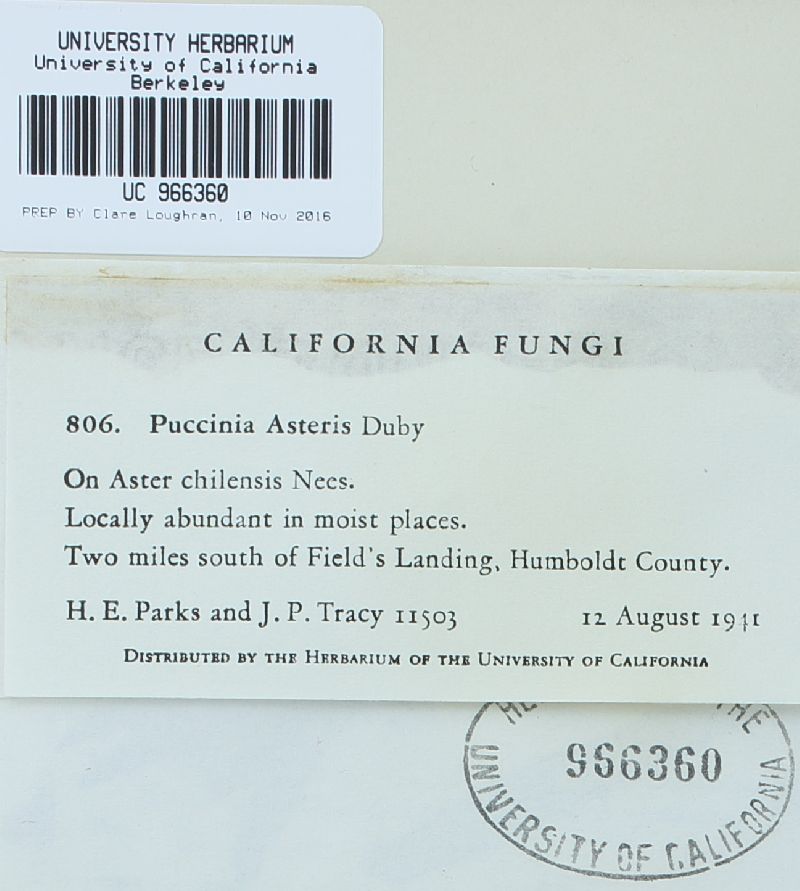 UNIVERSITY HERBARIUM
University of California
Berkeley
UC 966360
PREP BY Clare Loughran, 10 Nov 2016
CALIFORNIA FUNGI
806. Puccinia Asteris Duby
On Aster chilensis Nees.
Locally abundant in moist places.
Two miles south of Field's Landing, Humboldt County.
H. E. Parks and J. P. Tracy 11503 12 August 1941
DISTRIBUTED BY THE HERBARIUM OF THE UNIVERSITY OF CALIFORNIA
966360
UNIVERSITY OF CALIFORNIA